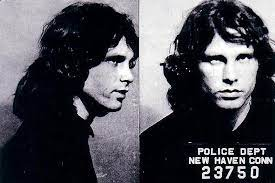 POLICE DEPT
NEW HAVEN CONN
23750